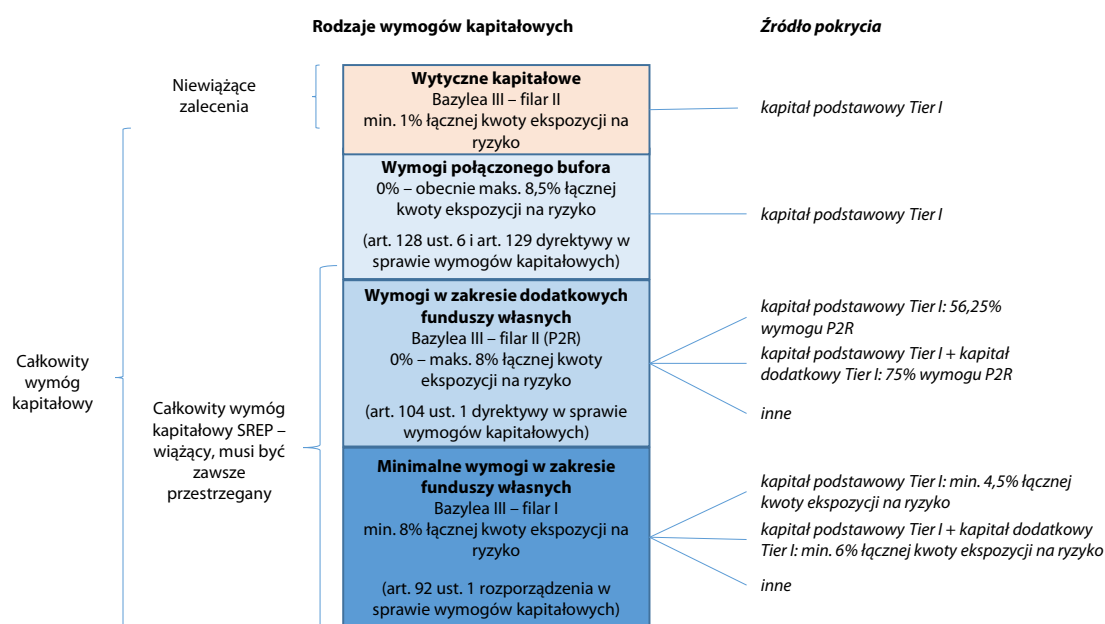 Rodzaje wymogów kapitałowych
Źródło pokrycia
Niewiążące
zalecenia
Wytyczne kapitałowe
Bazylea III – filar II
min. 1% łącznej kwoty ekspozycji na
ryzyko
kapitał podstawowy Tier I
Wymogi połączonego bufora
0% – obecnie maks. 8,5% łącznej
kwoty ekspozycji na ryzyko
(art. 128 ust. 6 i art. 129 dyrektywy w
sprawie wymogów kapitałowych)
kapitał podstawowy Tier I
Całkowity
wymóg
kapitałowy
Całkowity wymóg
kapitałowy SREP –
wiążący, musi być
zawsze
przestrzegany
Wymogi w zakresie dodatkowych
funduszy własnych
Bazylea III – filar II (P2R)
0% – maks. 8% łącznej kwoty
ekspozycji na ryzyko
(art. 104 ust. 1 dyrektywy w sprawie
wymogów kapitałowych)
kapitał podstawowy Tier I: 56,25%
wymogu P2R
kapitał podstawowy Tier I + kapitał
dodatkowy Tier I: 75% wymogu P2R
inne
Minimalne wymogi w zakresie
funduszy własnych
Bazylea III – filar I
min. 8% łącznej kwoty ekspozycji na
ryzyko
(art. 92 ust. 1 rozporządzenia w
sprawie wymogów kapitałowych)
kapitał podstawowy Tier I: min. 4,5% łącznej
kwoty ekspozycji na ryzyko
kapitał podstawowy Tier I + kapitał dodatkowy
Tier I: min. 6% łącznej kwoty ekspozycji na ryzyko
inne